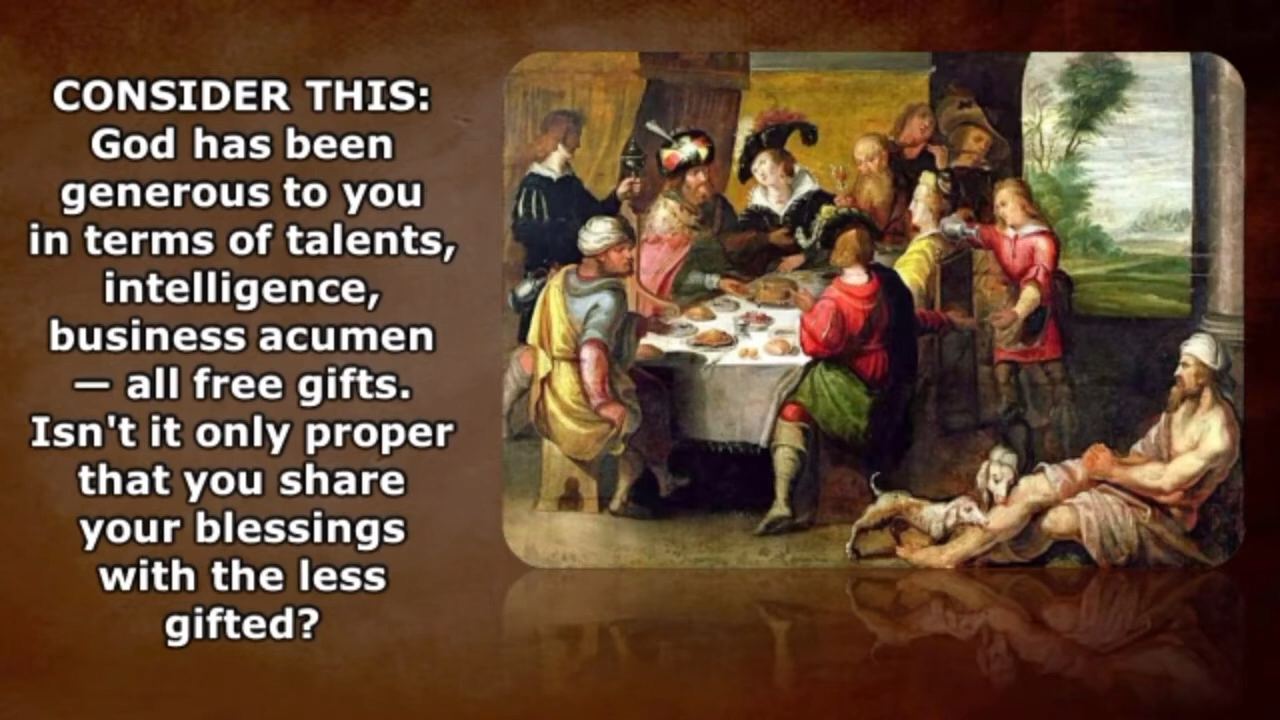 CONSIDER THIS:
God has been
generous to you
in terms of talents,
intelligence,
business acumen
— all free gifts.
Isn't it only proper
that you share
your blessings
with the less
gifted?